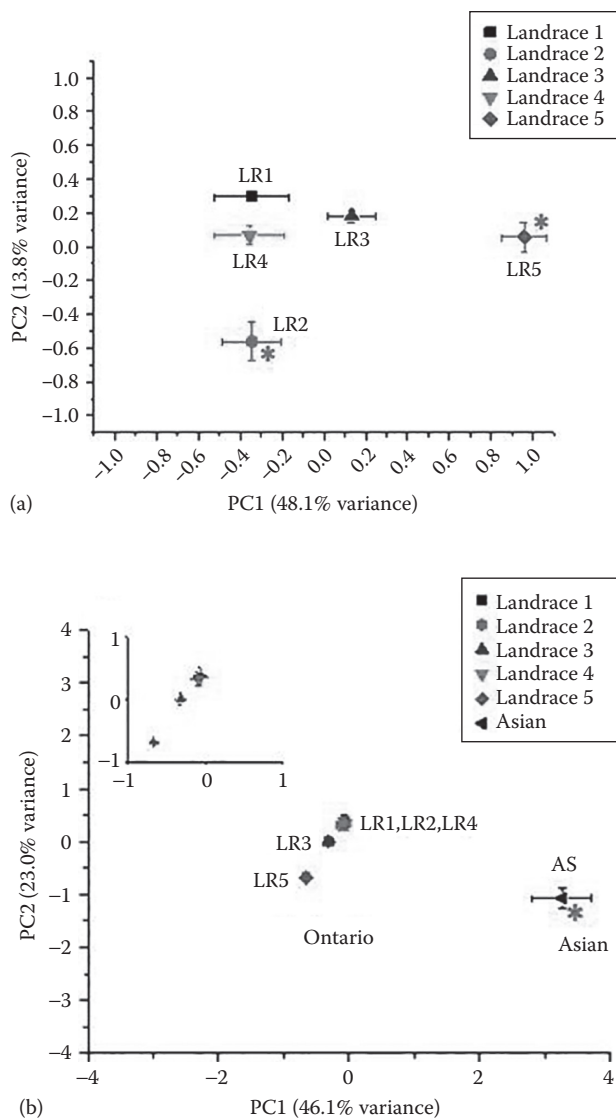 Landrace 1
Landrace 2
Landrace 3
Landrace 4
Landrace 5
1.0
0.8
0.6
0.4
0.2
0.0
−0.2
−0.4
−0.6
−0.8
−1.0
PC2 (13.8% variance)
LR1
LR4
LR3
LR5
*
LR2
*
−1.0 −0.8 −0.6 −0.4 −0.2 0.0 0.2 0.4 0.6 0.8 1.0
PC1 (48.1% variance)
(a)
Landrace 1
Landrace 2
Landrace 3
Landrace 4
Landrace 5
Asian
4
3
2
1
0
−1
−2
−3
−4
PC2 (23.0% variance)
1
0
−1
−1 0 1
LR1,LR2,LR4
LR3
LR5
AS
*
Ontario
Asian
−4 −2 0 2 4
PC1 (46.1% variance)
(b)